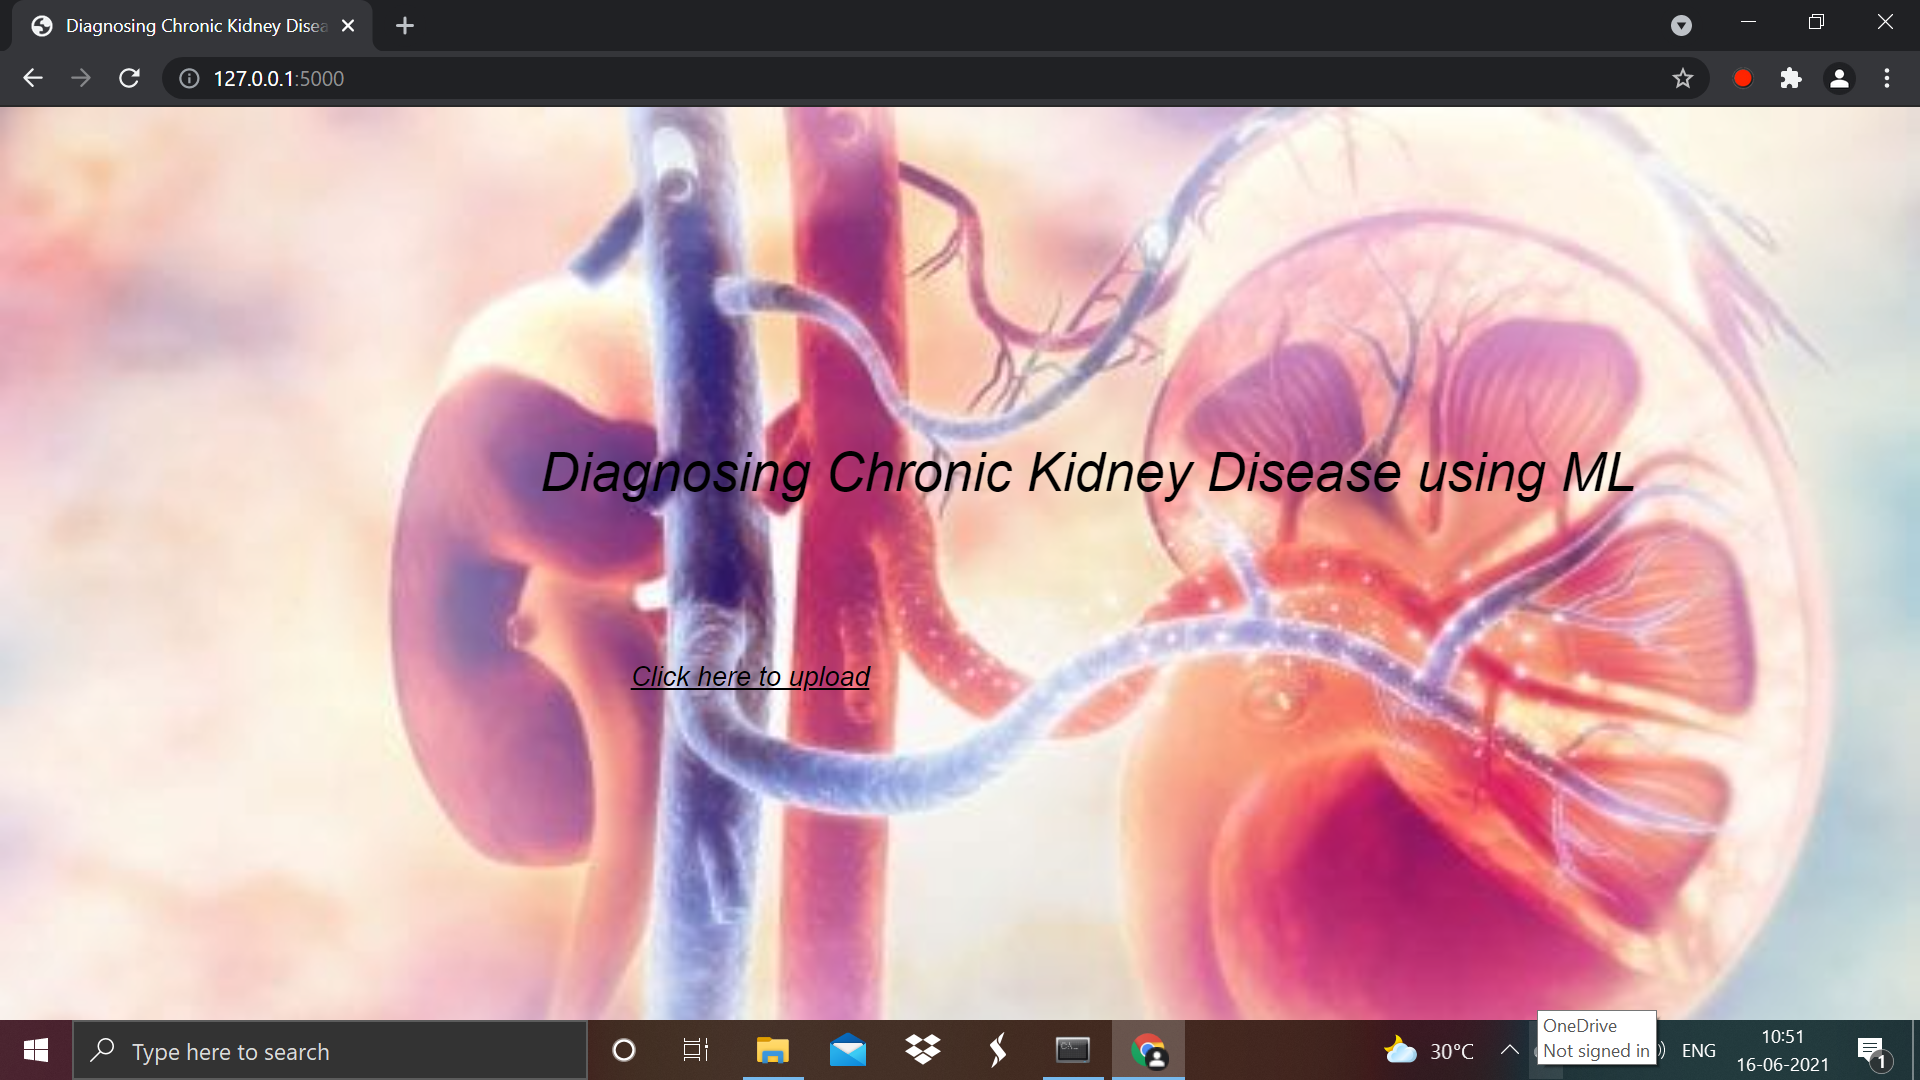 Diagnosing Chronic Kidney Disea
127.0.0.1:5000
Diagnosing Chronic Kidney Disease using ML
Click here to upload
Type here to search
30°C
OneDrive
Not signed in
ENG
10:51
16-06-2021
1